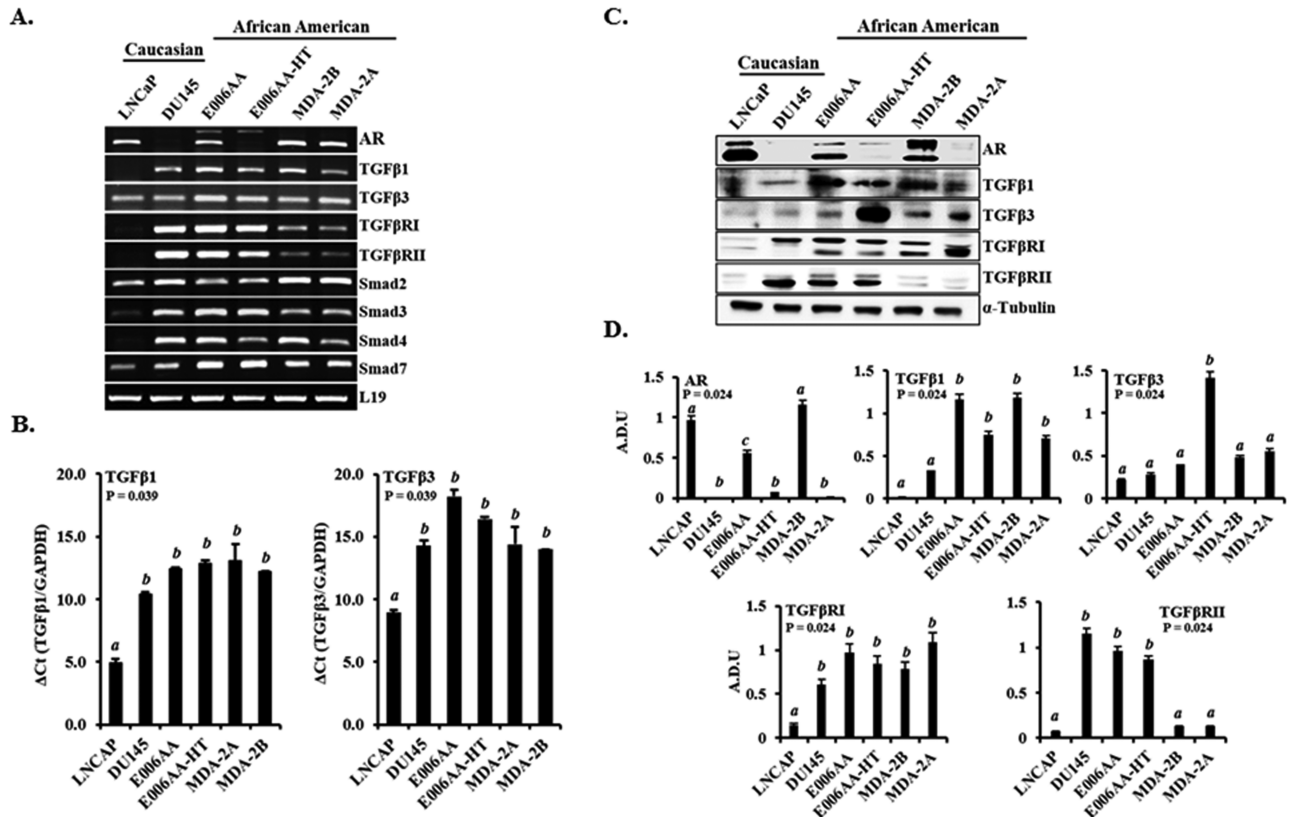 A.
African American
Caucasian
LNCaP
DU145
E006AA
E006AA-HT
MDA-2B
MDA-2A
AR
TGFβ1
TGFβ3
TGFβRI
TGFβRII
Smad2
Smad3
Smad4
Smad7
L19
B.
TGFβ1
P = 0.039
ΔCt (TGFβ1/GAPDH)
20.0
15.0
10.0
5.0
0.0
a
b
b
b
b
b
LNCAP
DU145
E006AA
E006AA-HT
MDA-2A
MDA-2B
TGFβ3
P = 0.039
ΔCt (TGFβ3/GAPDH)
20.0
15.0
10.0
5.0
0.0
a
b
b
b
b
b
LNCAP
DU145
E006AA
E006AA-HT
MDA-2A
MDA-2B
C.
African American
Caucasian
LNCaP
DU145
E006AA
E006AA-HT
MDA-2B
MDA-2A
AR
TGFβ1
TGFβ3
TGFβRI
TGFβRII
α-Tubulin
D.
AR
P = 0.024
A.D.U
1.5
1
0.5
0
a
b
c
b
a
b
LNCAP
DU145
E006AA
E006AA-HT
MDA-2B
MDA-2A
TGFβ1
P = 0.024
1.5
1
0.5
0
a
a
b
b
b
b
LNCAP
DU145
E006AA
E006AA-HT
MDA-2B
MDA-2A
TGFβ3
P = 0.024
1.5
1
0.5
0
a
a
a
b
a
a
LNCAP
DU145
E006AA
E006AA-HT
MDA-2B
MDA-2A
TGFβRI
P = 0.024
A.D.U
1.5
1
0.5
0
a
b
b
b
b
b
LNCAP
DU145
E006AA
E006AA-HT
MDA-2B
MDA-2A
TGFβRII
P = 0.024
1.5
1
0.5
0
a
b
b
b
a
a
LNCAP
DU145
E006AA
E006AA-HT
MDA-2B
MDA-2A